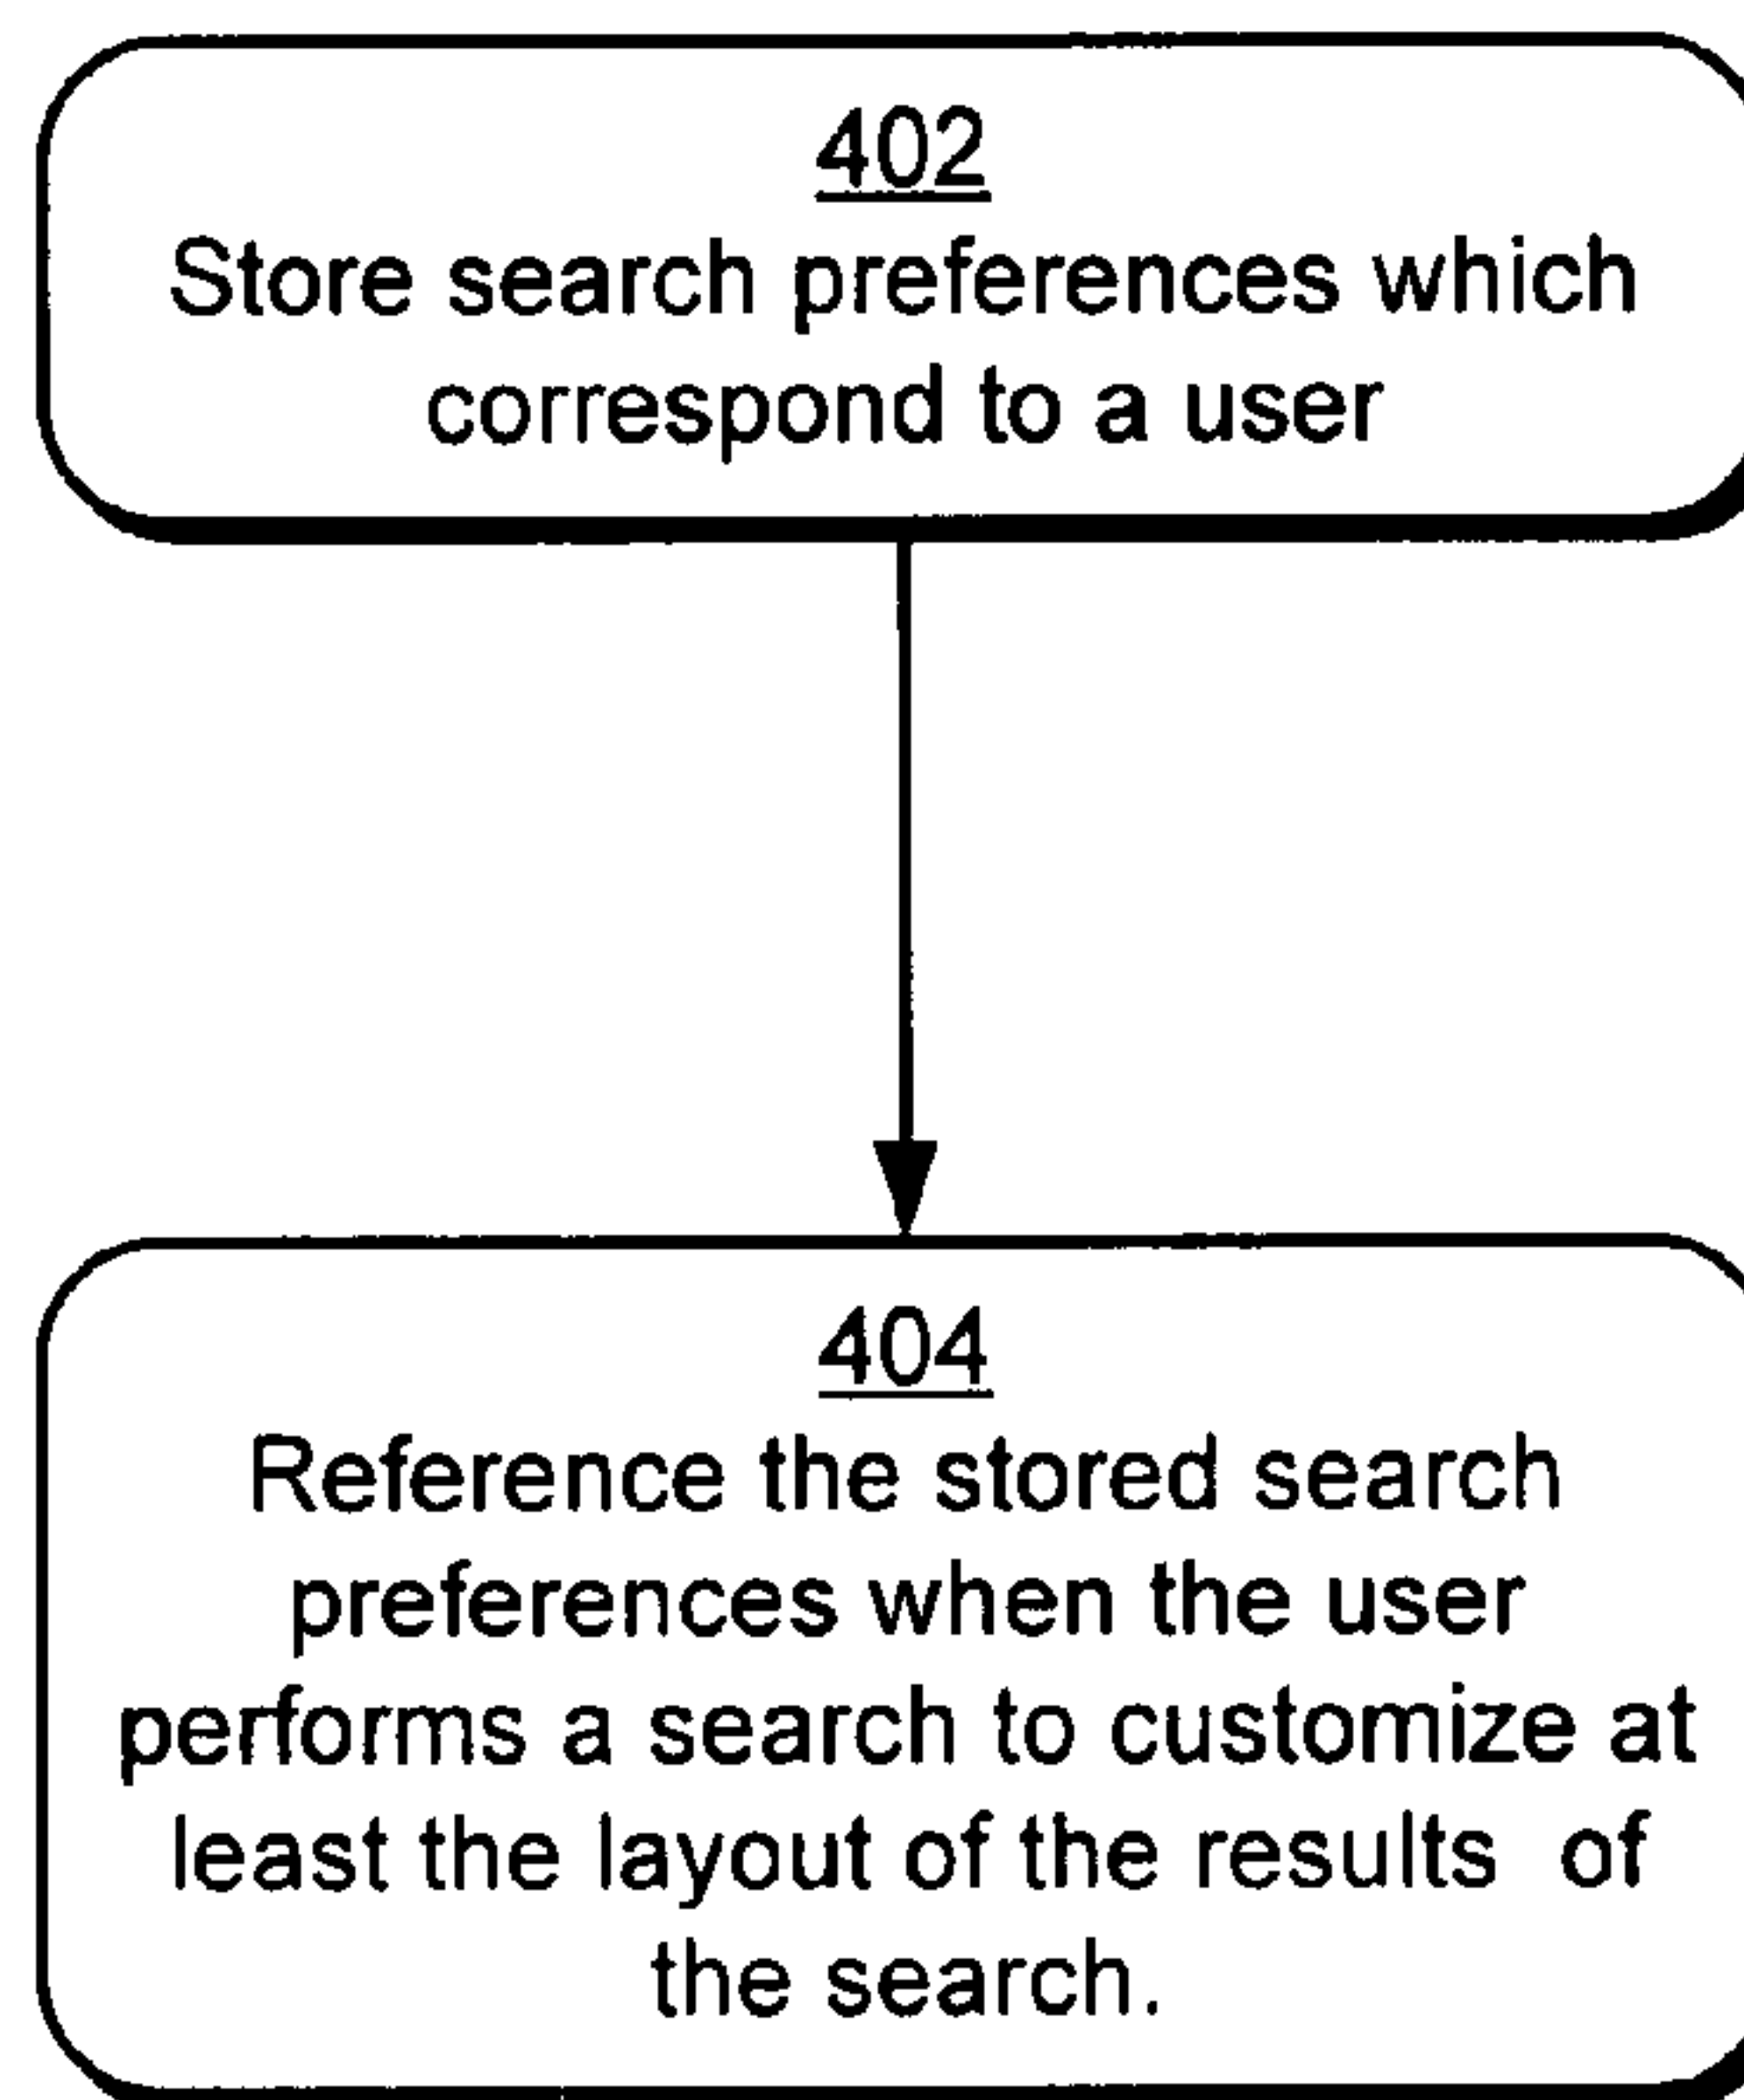 402
Store search preferences which
correspond to a user
404
Reference the stored search
preferences when the user
performs a search to customize at
least the layout of the results of
the search.